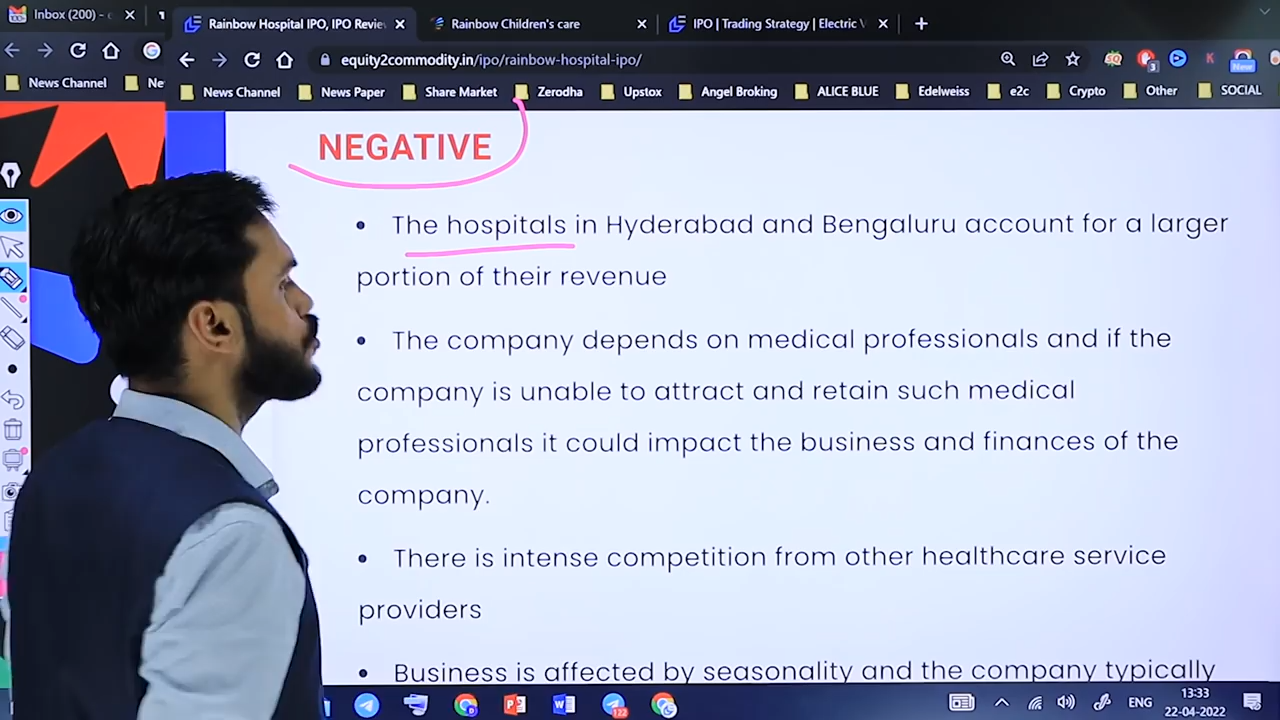 Inbox (200) -
Rainbow Hospital IPO, IPO Revie
Rainbow Children's care
IPO | Trading Strategy | Electric V
equity2commodity.in/ipo/rainbow-hospital-ipo/
3
New
News Channel
Ne
News Channel
News Paper
Share Market
Zerodha
Upstox
Angel Broking
ALICE BLUE
Edelweiss
e2c
Crypto
Other
SOCIAL
NEGATIVE
• The hospitals in Hyderabad and Bengaluru account for a larger
portion of their revenue
• The company depends on medical professionals and if the
company is unable to attract and retain such medical
professionals it could impact the business and finances of the
company.
• There is intense competition from other healthcare service
providers
• Business is affected by seasonality and the company typically
122
ENG
13:33
22-04-2022